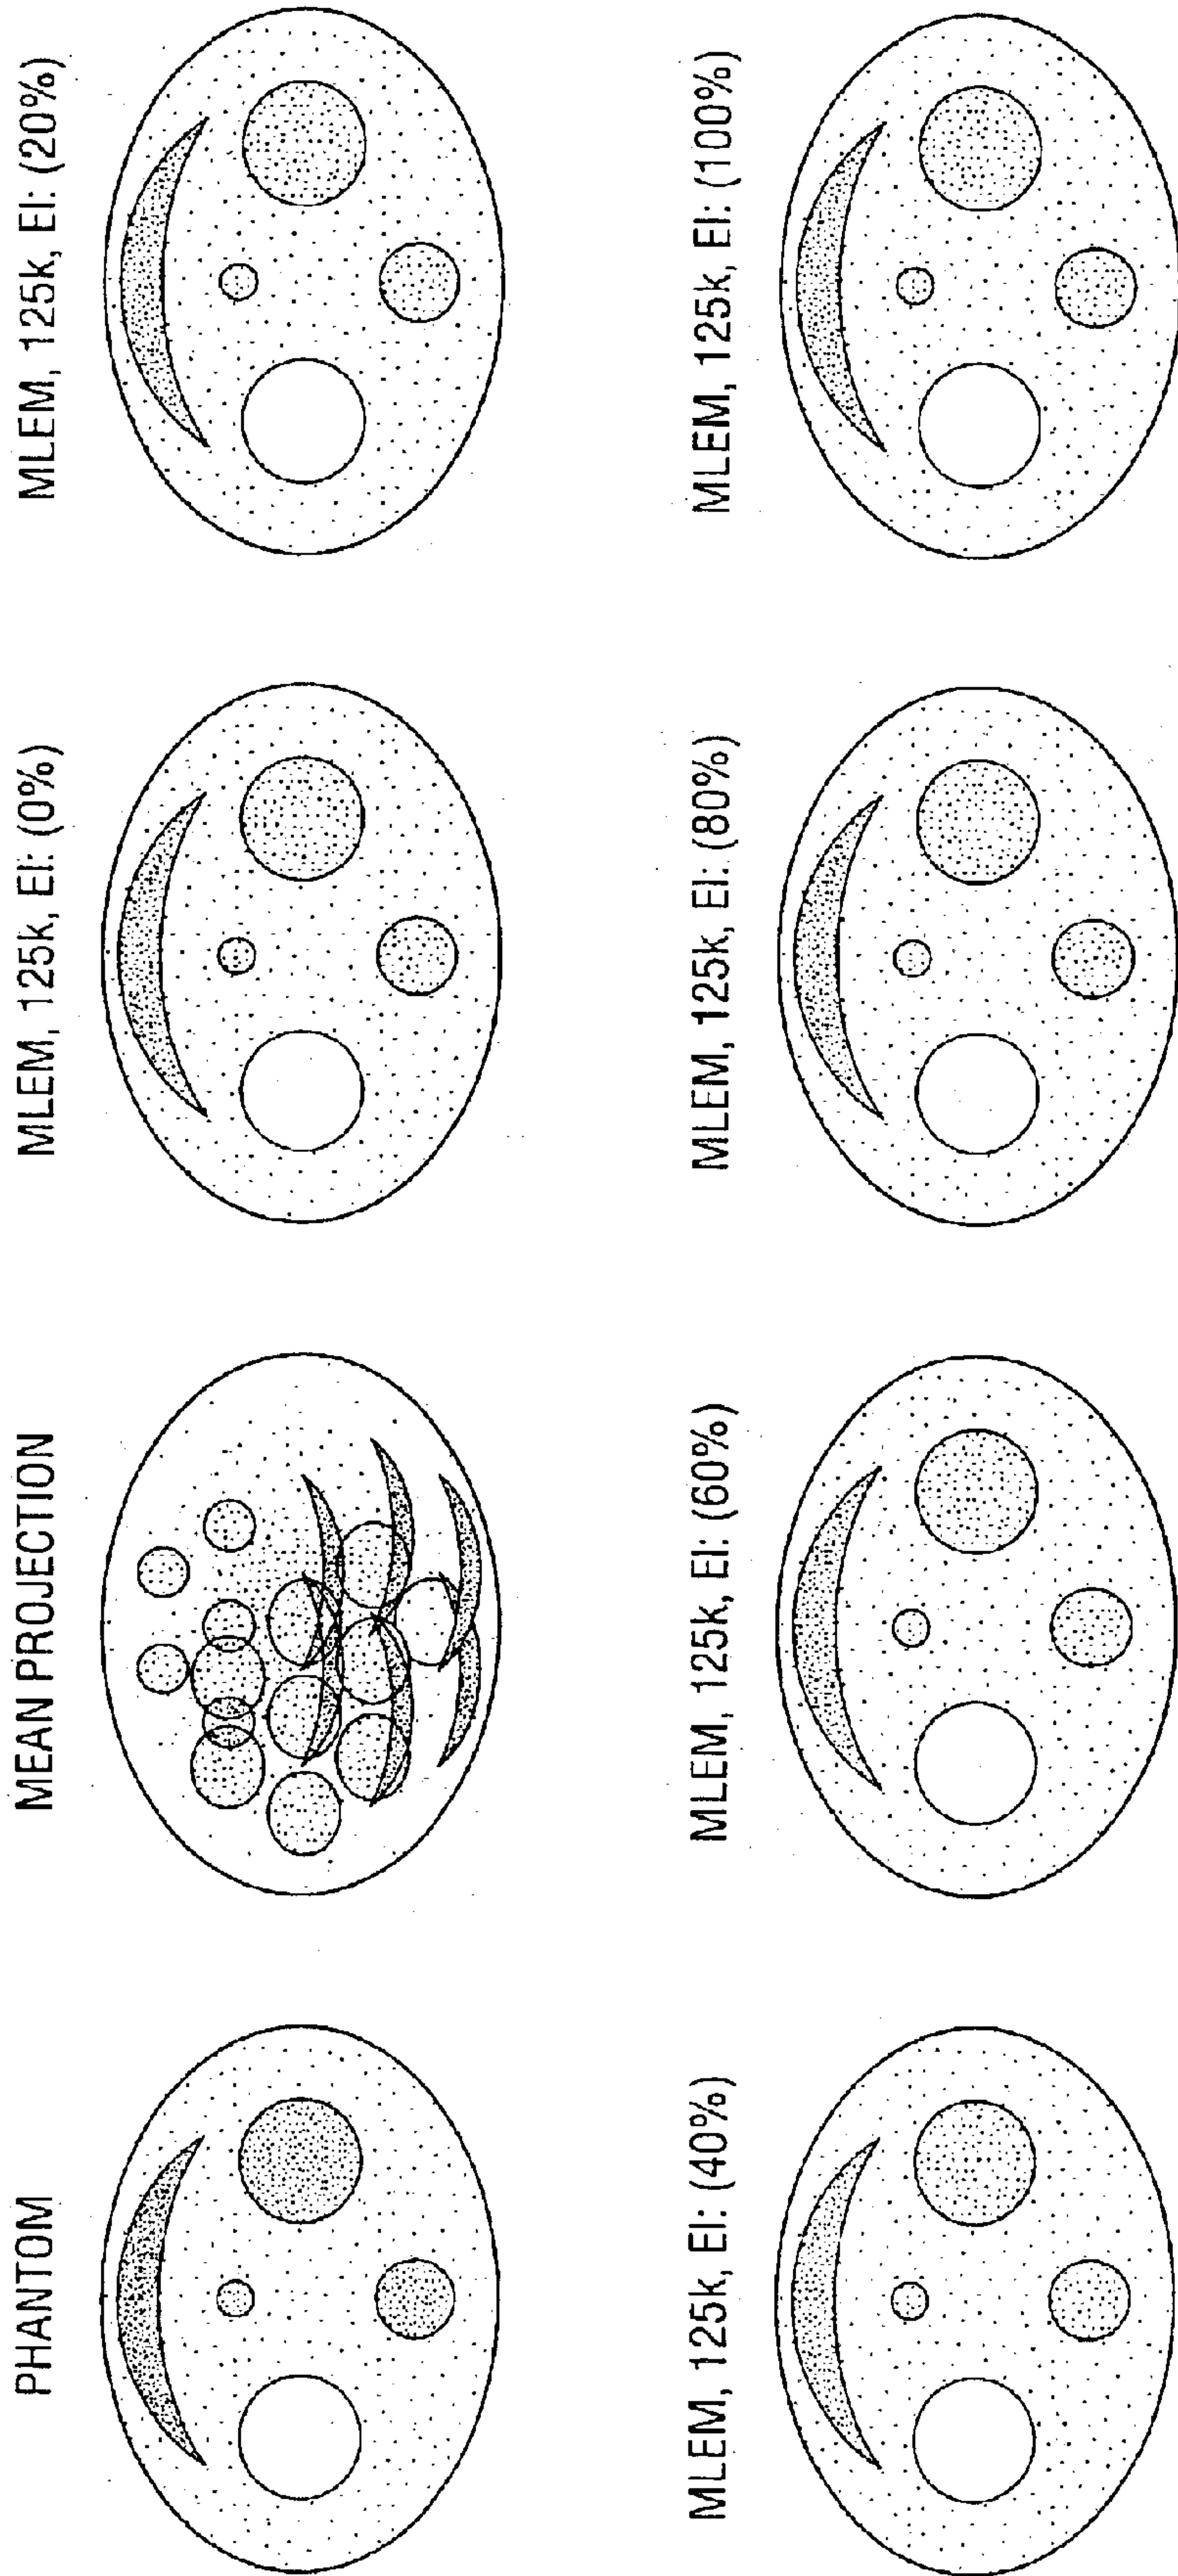 PHANTOM
MEAN PROJECTION
MLEM, 125k, EI: (0%)
MLEM, 125k, EI: (20%)
MLEM, 125k, EI: (40%)
MLEM, 125k, EI: (60%)
MLEM, 125k, EI: (80%)
MLEM, 125k, EI: (100%)